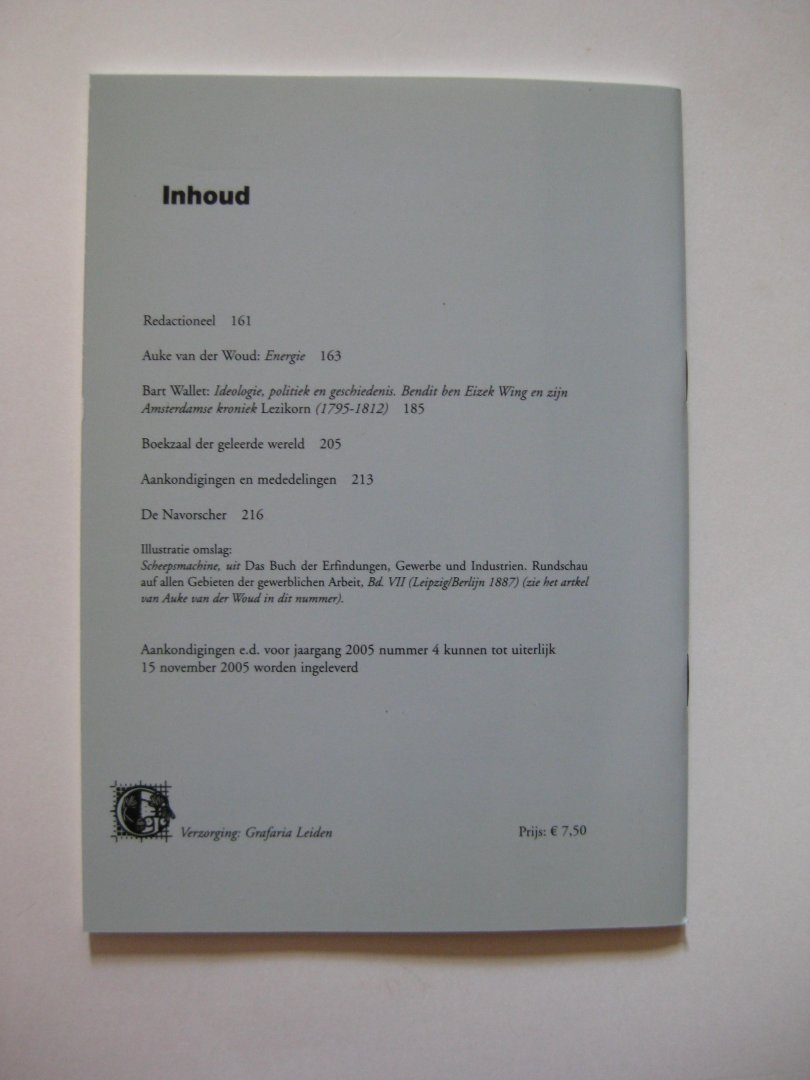 Inhoud
Redactioneel 161
Auke van der Woud: Energie 163
Bart Wallet: Ideologie, politiek en geschiedenis. Bendit ben Eizek Wing en zijn
Amsterdamse kroniek Lezikorn (1795-1812) 185
Boekzaal der geleerde wereld 205
Aankondigingen en mededelingen 213
De Navorscher 216
Illustratie omslag:
Scheepsmachine, uit Das Buch der Erfindungen, Gewerbe und Industrien. Rundschau
auf allen Gebieten der gewerblichen Arbeit, Bd. VII (Leipzig/Berlijn 1887) (zie het artkel
van Auke van der Woud in dit nummer).
Aankondigingen e.d. voor jaargang 2005 nummer 4 kunnen tot uiterlijk
15 november 2005 worden ingeleverd
Verzorging: Grafaria Leiden
Prijs: € 7,50